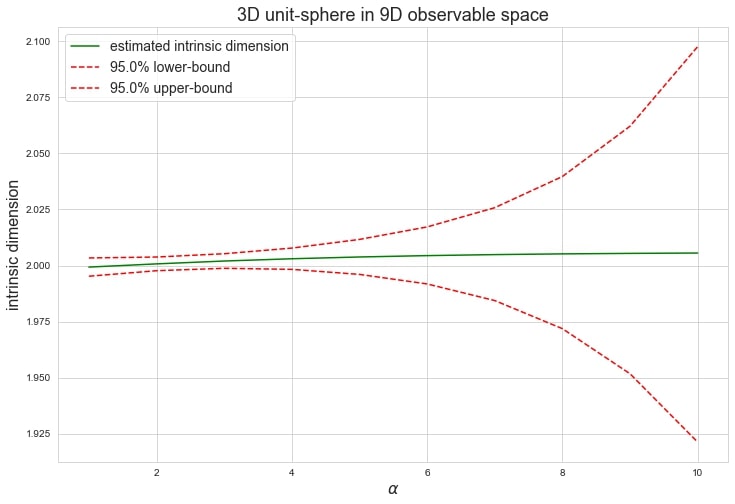 3D unit-sphere in 9D observable space
estimated intrinsic dimension
95.0% lower-bound
95.0% upper-bound
intrinsic dimension
2.100
2.075
2.050
2.025
2.000
1.975
1.950
1.925
2 4 6 8 10
α